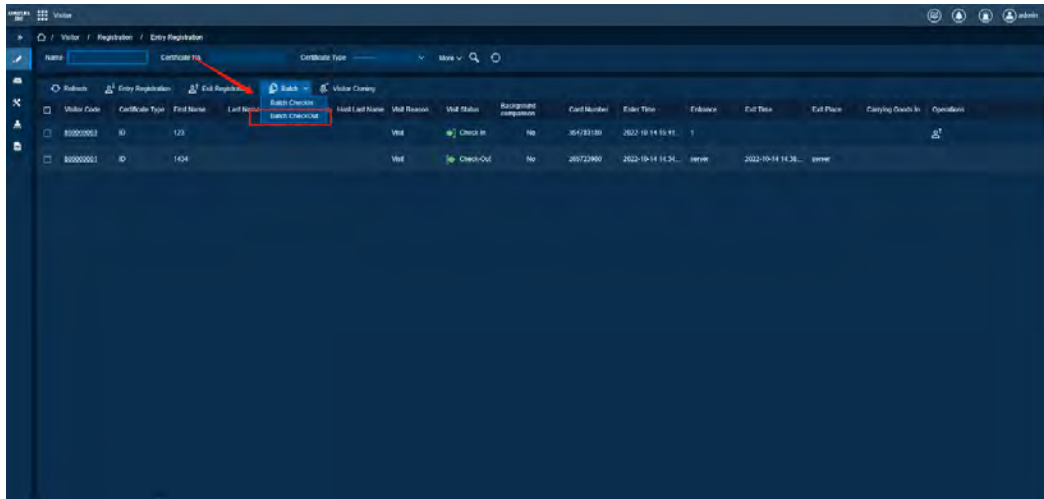 Visitor admin
/ Visitor / Registration / Entry Registration
Name Certificate No. Certificate Type -------- More
Refresh Entry Registration Exit Registration Batch Visitor Cloning
Batch CheckIn
Batch CheckOut
Visitor Code Certificate Type First Name Last Name Host Last Name Visit Reason Visit Status Background comparison Card Number Enter Time Entrance Exit Time Exit Place Carrying Goods In Operations
ID 123 Visit Check In No 2022-10-14 15:41... 1
ID 1434 Visit Check-Out No 2022-10-14 14:34... server 2022-10-14 14:38... server